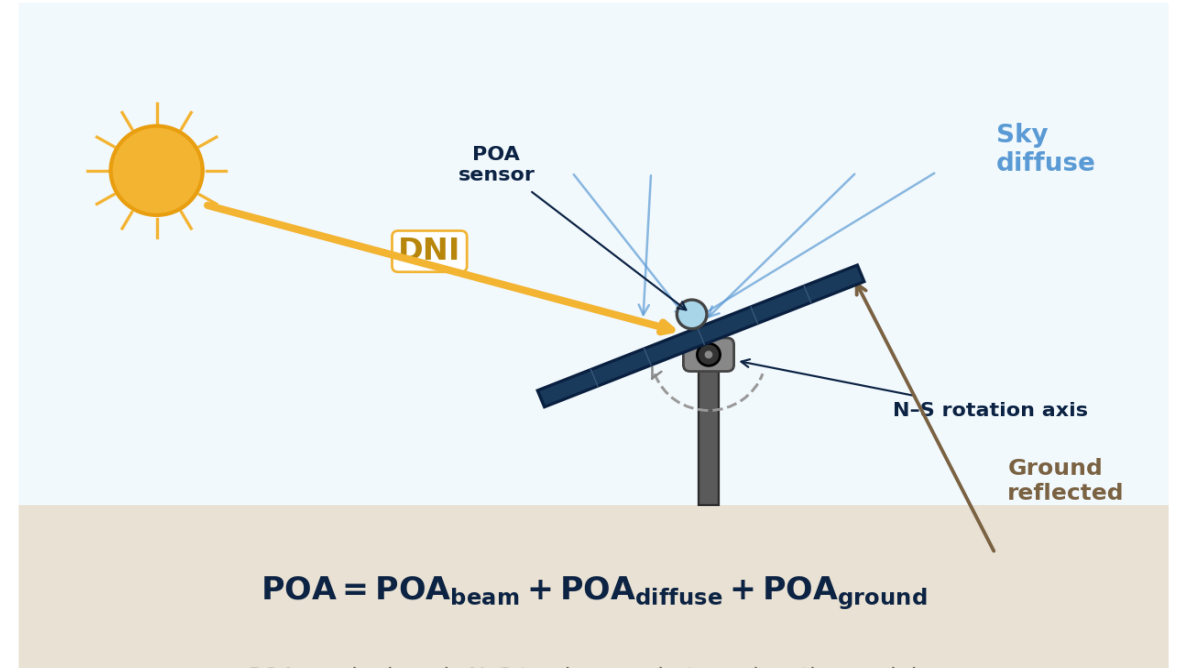 Sky
diffuse
POA
sensor
DNI
N–S rotation axis
Ground
reflected
POA = POA_beam + POA_diffuse + POA_ground